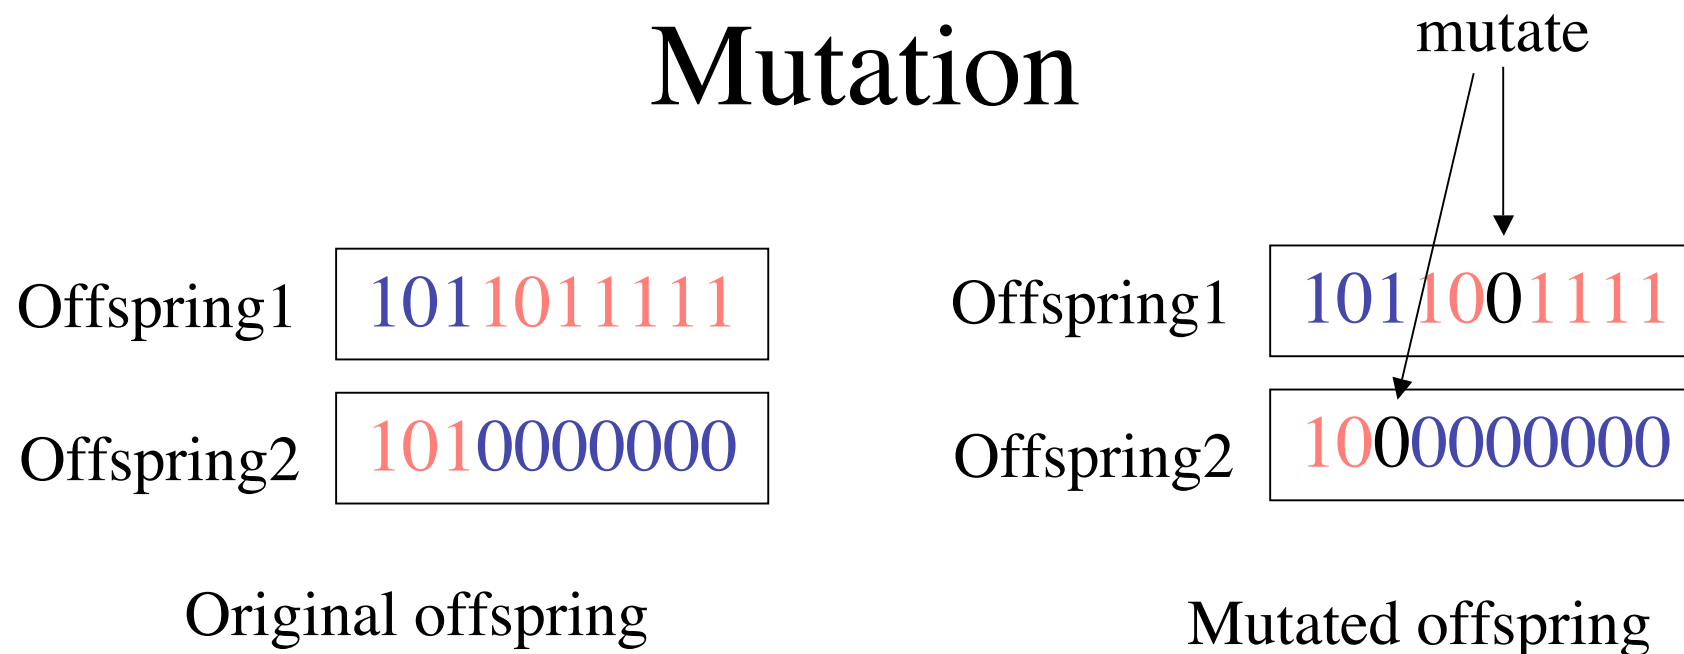 Mutation
mutate
Offspring1 1011011111
Offspring2 1010000000
Original offspring
Offspring1 1011001111
Offspring2 1000000000
Mutated offspring